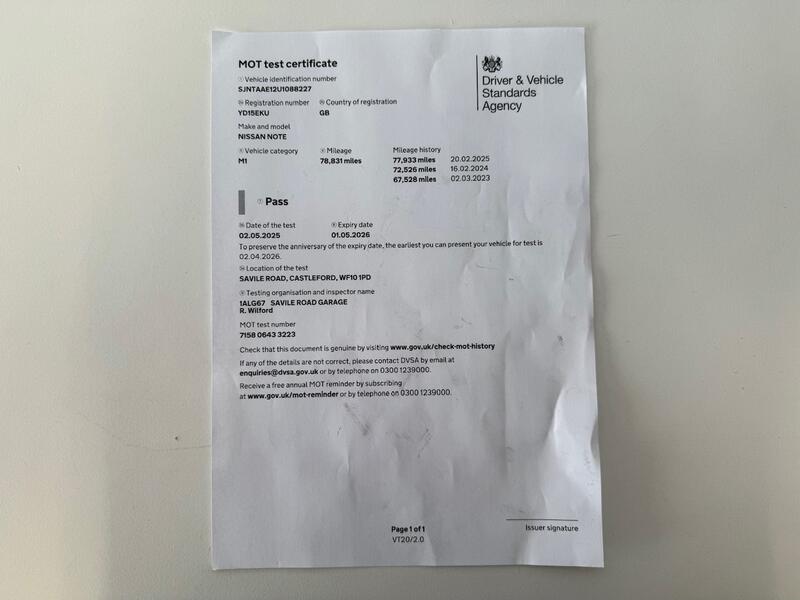 MOT test certificate
Driver & Vehicle
Standards
Agency
① Vehicle identification number
SJNTAAE12U1088227
Registration number Country of registration
YD15EKU GB
Make and model
NISSAN NOTE
Vehicle category Mileage Mileage history
M1 78,831 miles 77,933 miles 20.02.2025
72,526 miles 16.02.2024
67,528 miles 02.03.2023
⑦ Pass
Date of the test Expiry date
02.05.2025 01.05.2026
To preserve the anniversary of the expiry date, the earliest you can present your vehicle for test is
02.04.2026.
Location of the test
SAVILE ROAD, CASTLEFORD, WF10 1PD
Testing organisation and inspector name
1ALG67 SAVILE ROAD GARAGE
R. Wilford
MOT test number
7158 0643 3223
Check that this document is genuine by visiting www.gov.uk/check-mot-history
If any of the details are not correct, please contact DVSA by email at
enquiries@dvsa.gov.uk or by telephone on 0300 1239000.
Receive a free annual MOT reminder by subscribing
at www.gov.uk/mot-reminder or by telephone on 0300 1239000.
Issuer signature
Page 1 of 1
VT20/2.0